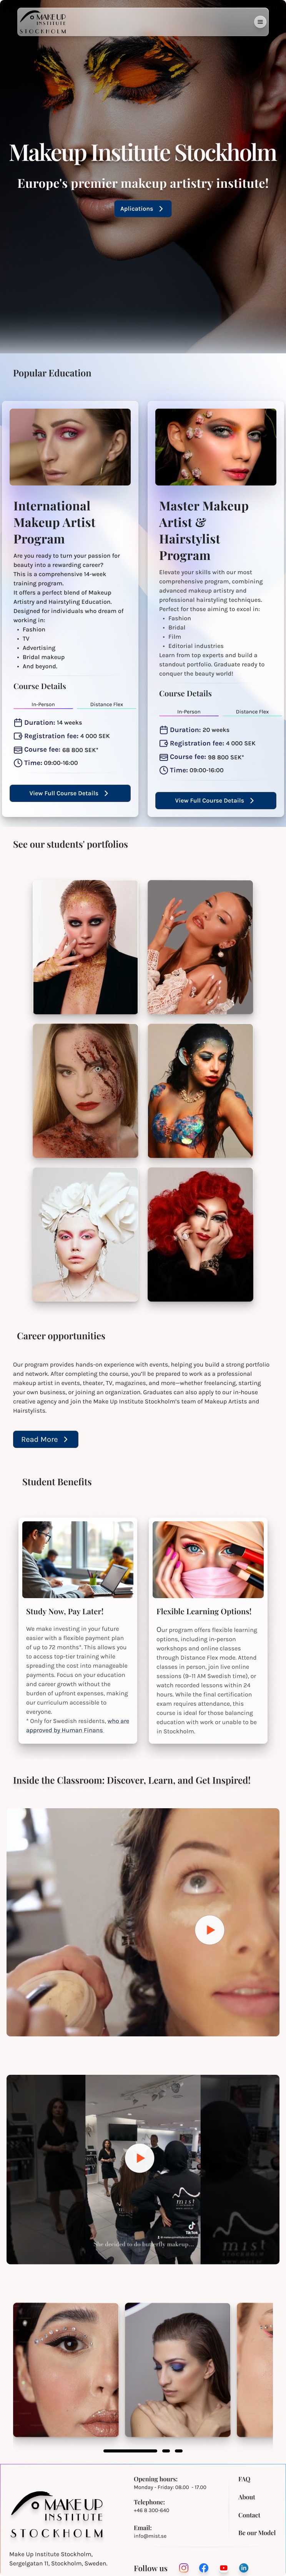 MAKEUP
INSTITUTE
STOCKHOLM
Makeup Institute Stockholm
Europe's premier makeup artistry institute!
Aplications
Popular Education
International
Makeup Artist
Program
Are you ready to turn your passion for
beauty into a rewarding career?
This is a comprehensive 14-week
training program.
It offers a perfect blend of Makeup
Artistry and Hairstyling Education.
Designed for individuals who dream of
working in:
• Fashion
• TV
• Advertising
• Bridal makeup
• And beyond.
Course Details
In-Person Distance Flex
Duration: 14 weeks
Registration fee: 4 000 SEK
Course fee: 68 800 SEK*
Time: 09:00-16:00
View Full Course Details
Master Makeup
Artist &
Hairstylist
Program
Elevate your skills with our most
comprehensive program, combining
advanced makeup artistry and
professional hairstyling techniques.
Perfect for those aiming to excel in:
• Fashion
• Bridal
• Film
• Editorial industries
Learn from top experts and build a
standout portfolio. Graduate ready to
conquer the beauty world!
Course Details
In-Person Distance Flex
Duration: 20 weeks
Registration fee: 4 000 SEK
Course fee: 98 800 SEK*
Time: 09:00-16:00
View Full Course Details
See our students' portfolios
Career opportunities
Our program provides hands-on experience with events, helping you build a strong portfolio
and network. After completing the course, you'll be prepared to work as a professional
makeup artist in events, theater, TV, magazines, and more—whether freelancing, starting
your own business, or joining an organization. Graduates can also apply to our in-house
creative agency and join the Make Up Institute Stockholm's team of Makeup Artists and
Hairstylists.
Read More
Student Benefits
Study Now, Pay Later!
We make investing in your future
easier with a flexible payment plan
of up to 72 months*. This allows you
to access top-tier training while
spreading the cost into manageable
payments. Focus on your education
and career growth without the
burden of upfront expenses, making
our curriculum accessible to
everyone.
* Only for Swedish residents, who are
approved by Human Finans.
Flexible Learning Options!
Our program offers flexible learning
options, including in-person
workshops and online classes
through Distance Flex mode. Attend
classes in person, join live online
sessions (9-11 AM Swedish time), or
watch recorded lessons within 24
hours. While the final certification
exam requires attendance, this
course is ideal for those balancing
education with work or unable to be
in Stockholm.
Inside the Classroom: Discover, Learn, and Get Inspired!
mist
TikTok
She decided to do butterfly makeup...
MAKEUP
INSTITUTE
STOCKHOLM
Make Up Institute Stockholm,
Sergelgatan 11, Stockholm, Sweden.
Opening hours:
Monday - Friday: 08.00 - 17.00
Telephone:
+46 8 300-640
Email:
info@mist.se
FAQ
About
Contact
Be our Model
Follow us